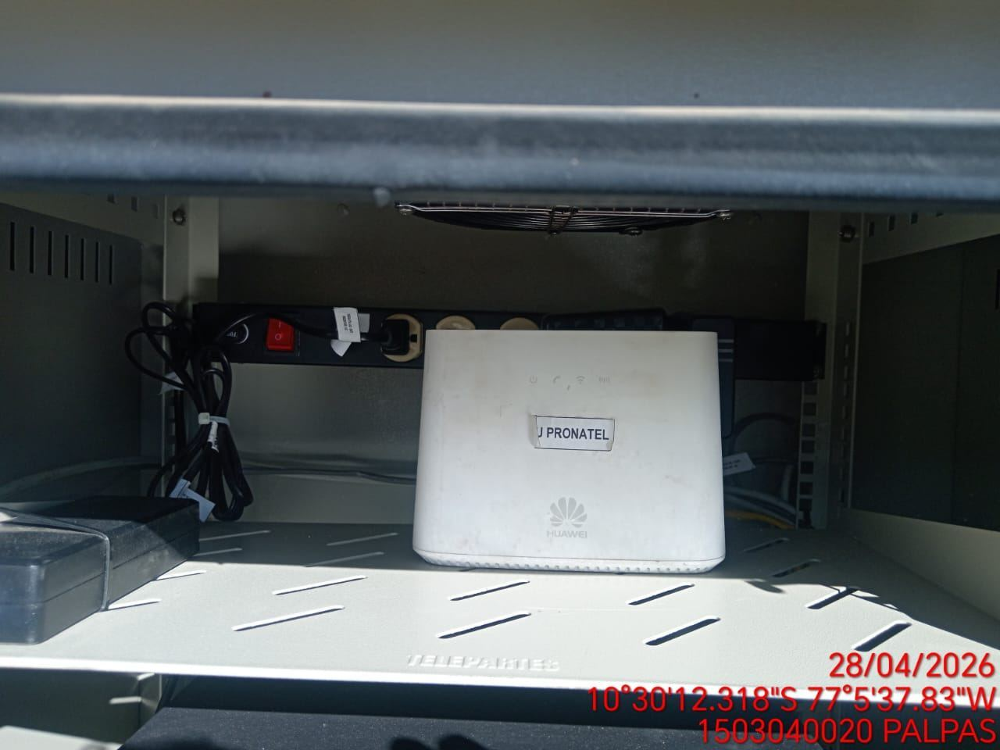 J PRONATEL
HUAWEI
TELEPARTES
28/04/2026
10°30'12.318"S 77°5'37.83"W
1503040020 PALPAS